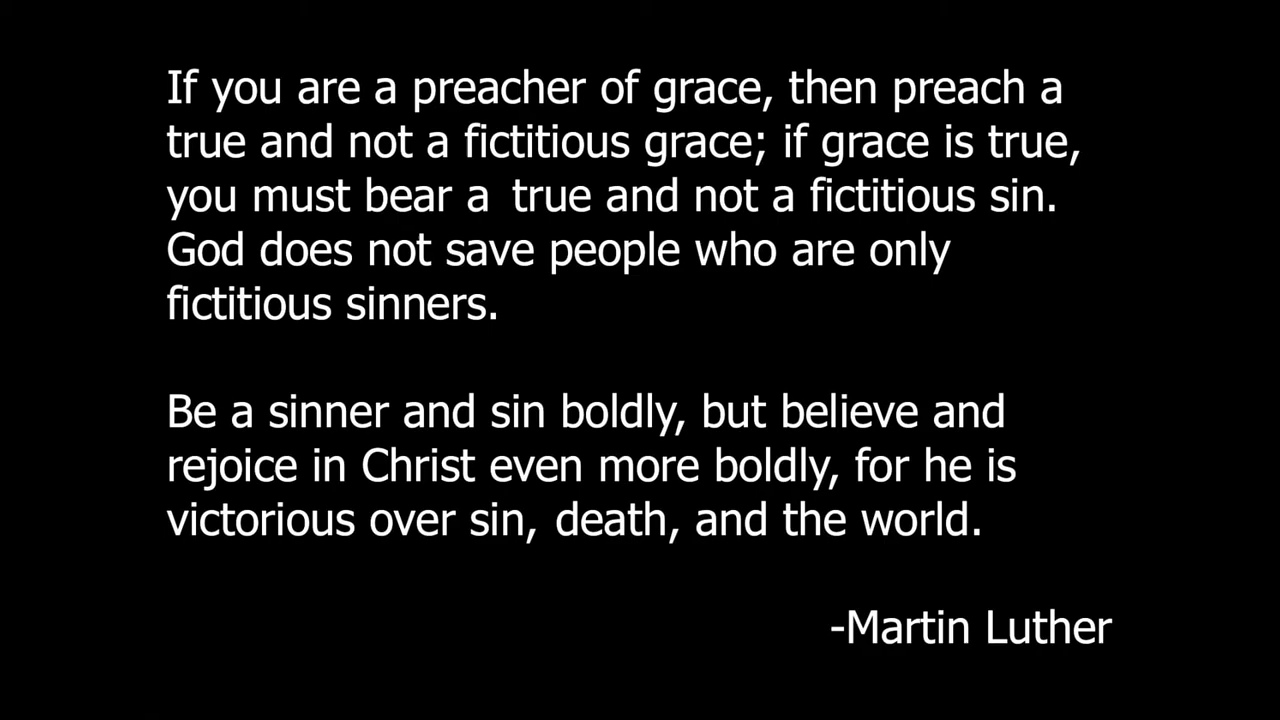 If you are a preacher of grace, then preach a
true and not a fictitious grace; if grace is true,
you must bear a true and not a fictitious sin.
God does not save people who are only
fictitious sinners.
Be a sinner and sin boldly, but believe and
rejoice in Christ even more boldly, for he is
victorious over sin, death, and the world.
-Martin Luther